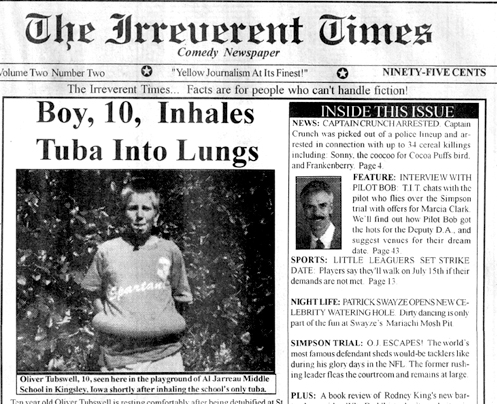 The Irreverent Times
Comedy Newspaper
Volume Two Number Two
"Yellow Journalism At Its Finest!"
NINETY-FIVE CENTS
The Irreverent Times... Facts are for people who can't handle fiction!
Boy, 10, Inhales
Tuba Into Lungs
Spartans
Oliver Tubswell, 10, seen here in the playground of Al Jarreau Middle
School in Kingsley, Iowa shortly after inhaling the school's only tuba.
Ten year old Oliver Tubswell is resting comfortably after being detubified at St
INSIDE THIS ISSUE
NEWS: CAPTAIN CRUNCH ARRESTED. Captain
Crunch was picked out of a police lineup and ar-
rested in connection with up to 34 cereal killings
including: Sonny, the coocoo for Cocoa Puffs bird,
and Frankenberry. Page 4.
FEATURE: INTERVIEW WITH
PILOT BOB: T.I.T. chats with the
pilot who flies over the Simpson
trial with offers for Marcia Clark.
We'll find out how Pilot Bob got
the hots for the Deputy D.A., and
suggest venues for their dream
date. Page 43.
SPORTS: LITTLE LEAGUERS SET STRIKE
DATE. Players say they'll walk on July 15th if their
demands are not met. Page 13.
NIGHT LIFE: PATRICK SWAYZE OPENS NEW CE-
LEBRITY WATERING HOLE. Dirty dancing is only
part of the fun at Swayze's Mariachi Mosh Pit.
SIMPSON TRIAL: O.J. ESCAPES! The world's
most famous defendant sheds would-be tacklers like
during his glory days in the NFL. The former rush-
ing leader fleas the courtroom and remains at large.
PLUS: A book review of Rodney King's new bar-